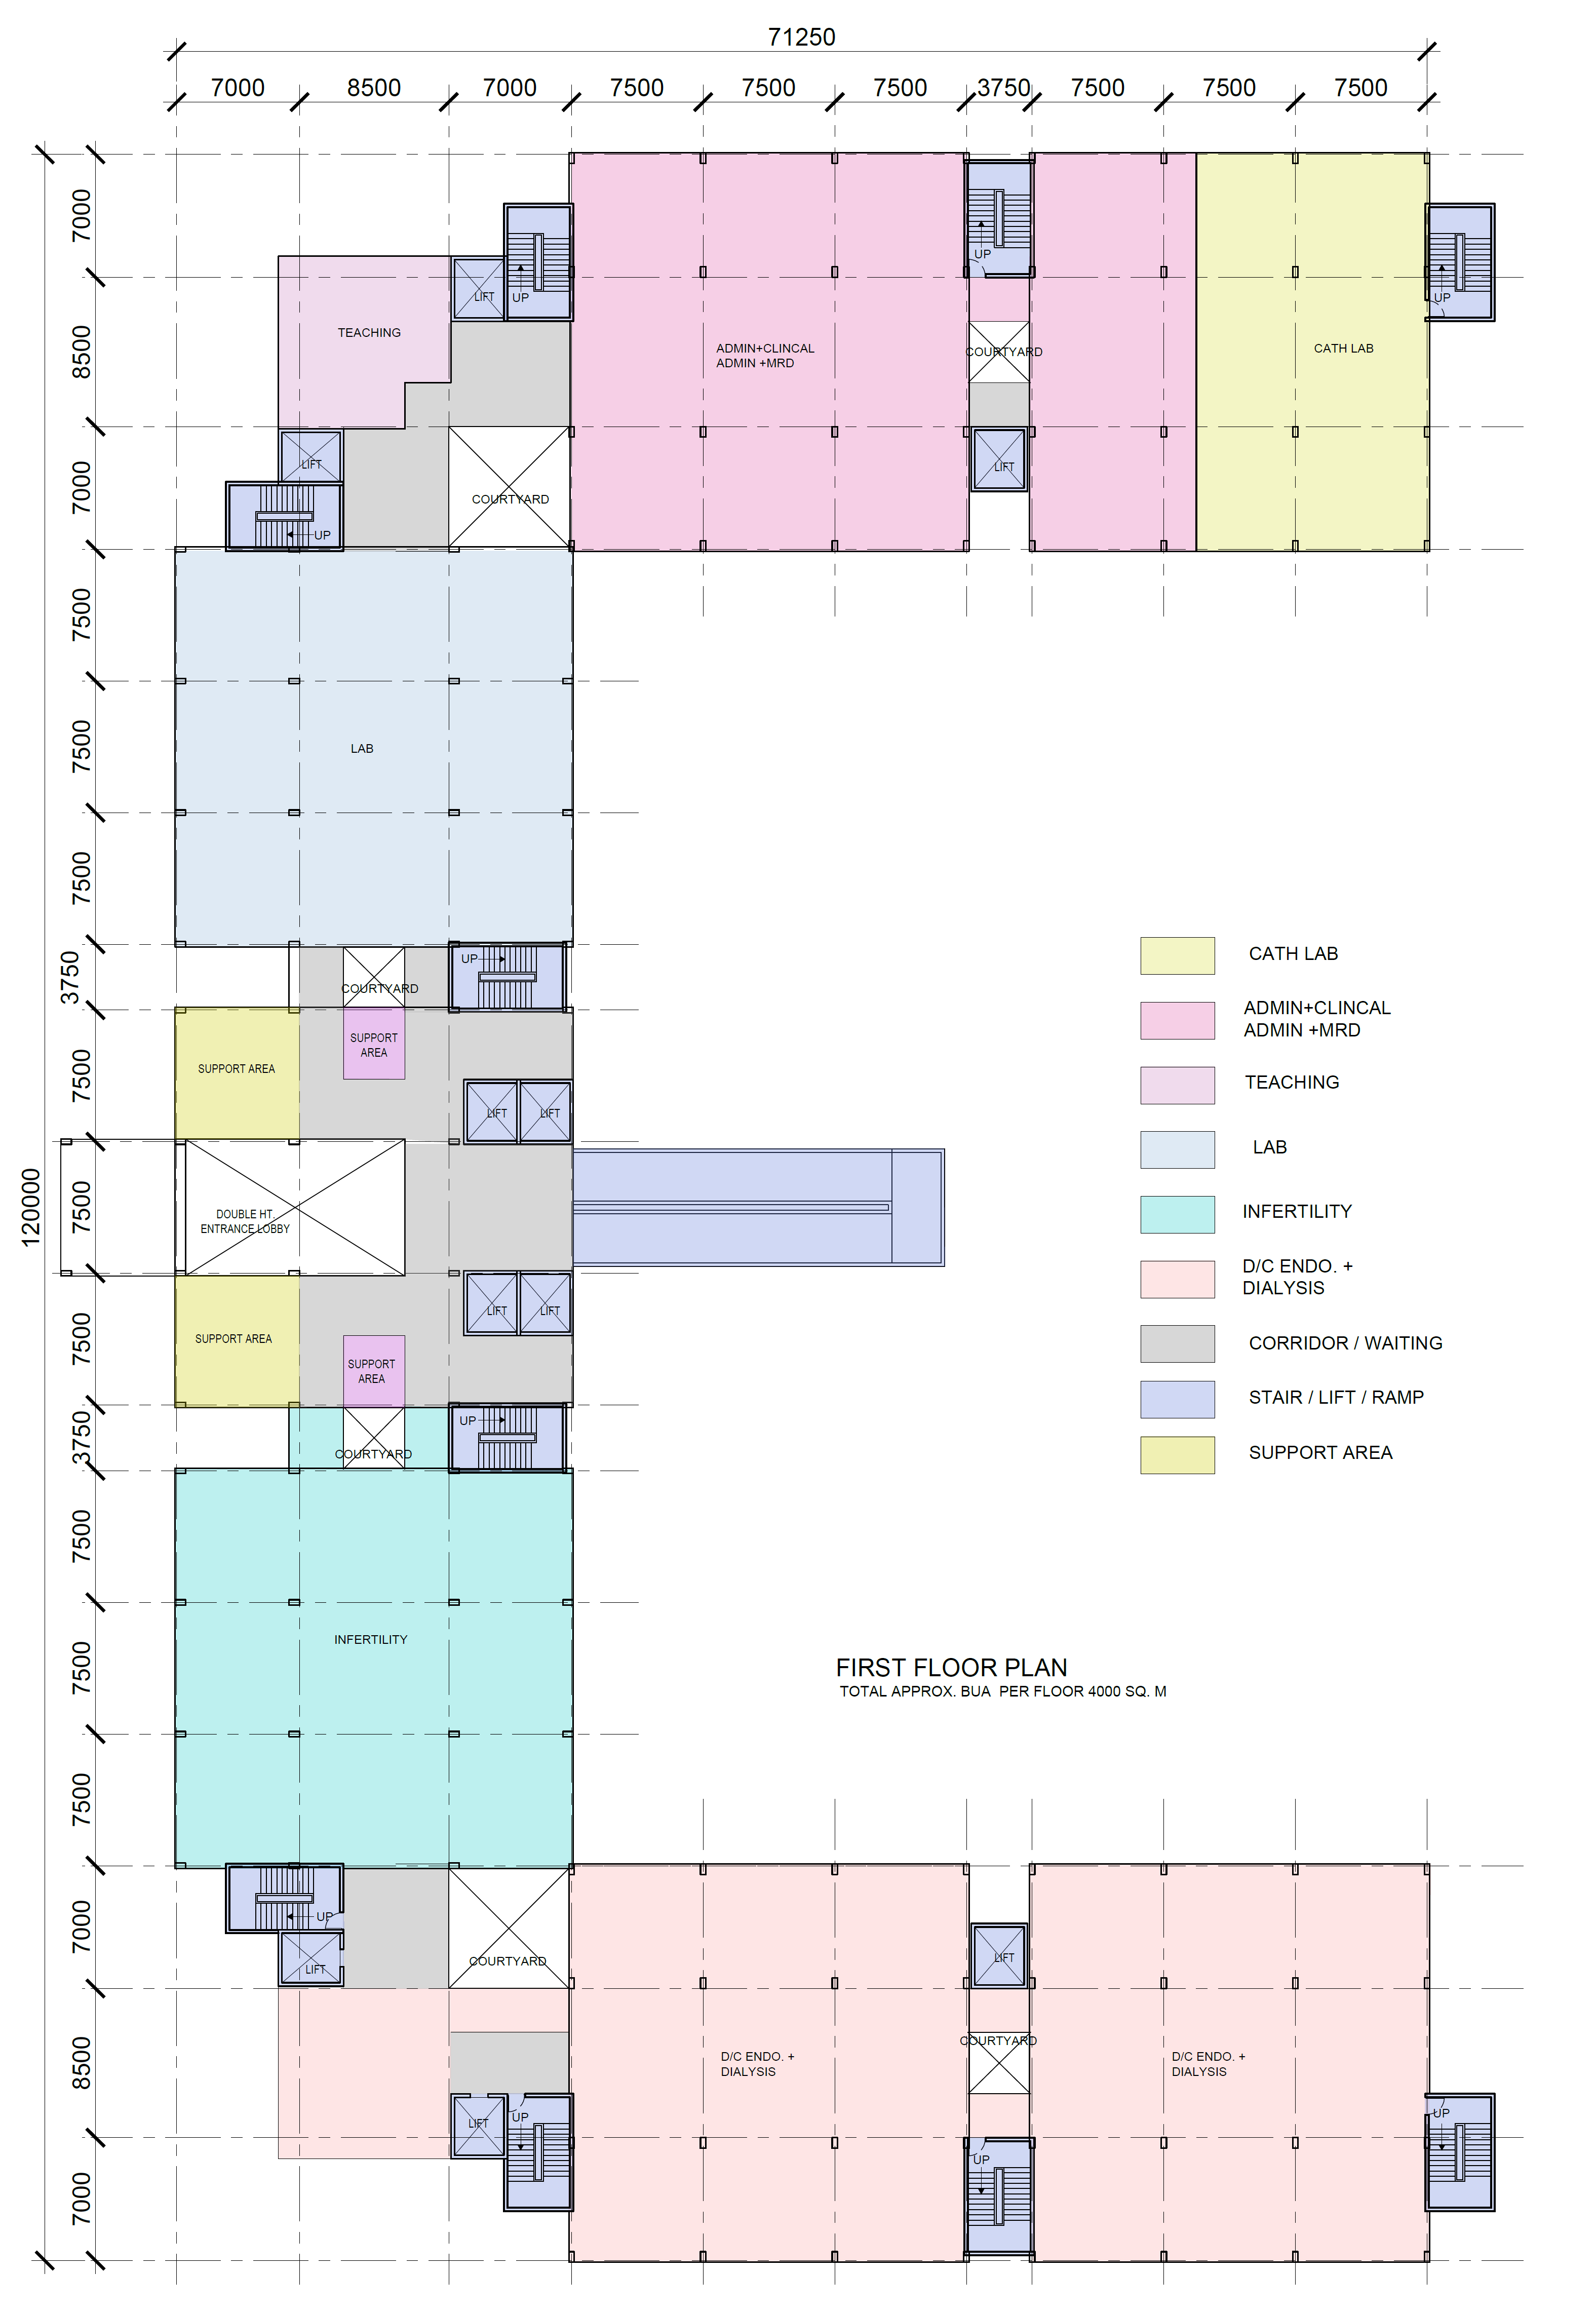 71250
7000 8500 7000 7500 7500 7500 3750 7500 7500 7500
7000
8500
7000
7500
7500
7500
3750
7500
7500
7500
3750
7500
7500
7500
7000
8500
7000
120000
UP
LIFT
UP
UP
TEACHING
ADMIN+CLINCAL
ADMIN +MRD
COURTYARD
CATH LAB
LIFT
LIFT
COURTYARD
UP
LAB
UP
COURTYARD
SUPPORT
AREA
SUPPORT AREA
LIFT
LIFT
DOUBLE HT.
ENTRANCE LOBBY
LIFT
LIFT
SUPPORT AREA
SUPPORT
AREA
UP
COURTYARD
CATH LAB
ADMIN+CLINCAL
ADMIN +MRD
TEACHING
LAB
INFERTILITY
D/C ENDO. +
DIALYSIS
CORRIDOR / WAITING
STAIR / LIFT / RAMP
SUPPORT AREA
INFERTILITY
FIRST FLOOR PLAN
TOTAL APPROX. BUA PER FLOOR 4000 SQ. M
UP
LIFT
COURTYARD
LIFT
COURTYARD
D/C ENDO. +
DIALYSIS
D/C ENDO. +
DIALYSIS
LIFT
UP
UP
UP